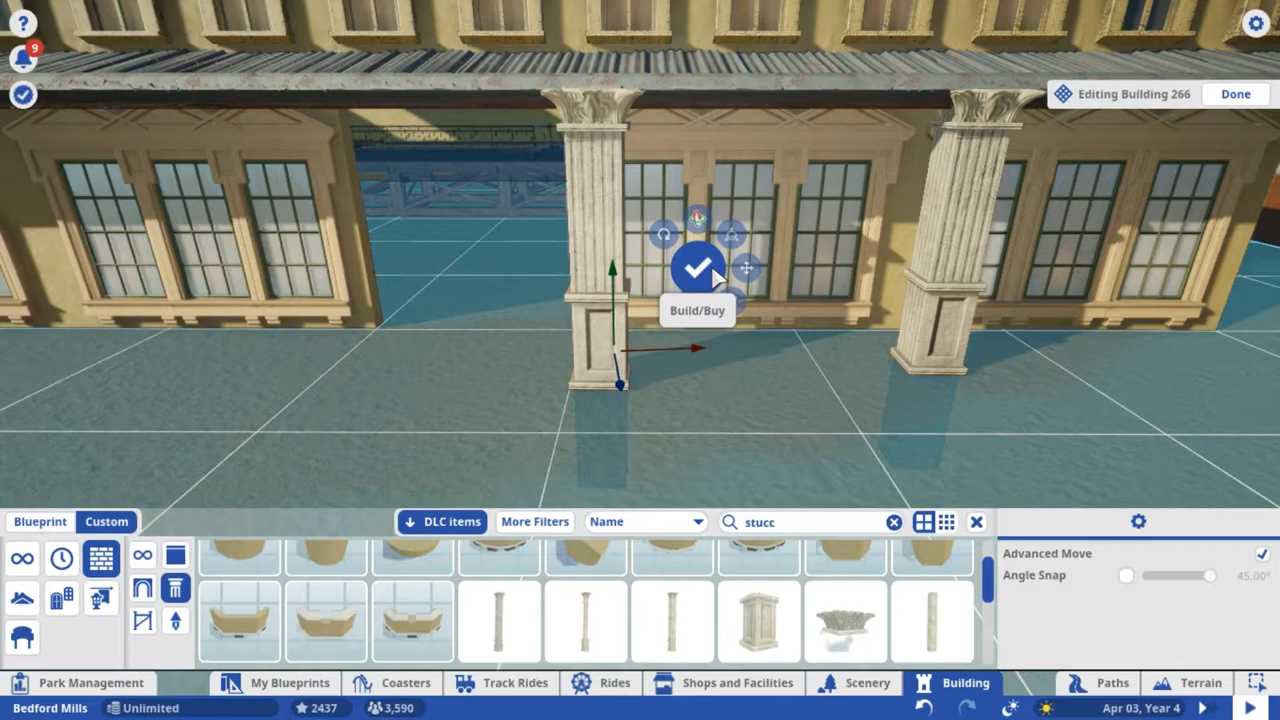 ?
9
Editing Building 266
Done
Build/Buy
Blueprint
Custom
DLC items
More Filters
Name
stucc
Advanced Move
Angle Snap
45.00°
Park Management
My Blueprints
Coasters
Track Rides
Rides
Shops and Facilities
Scenery
Building
Paths
Terrain
Bedford Mills
Unlimited
2437
3,590
Apr 03, Year 4